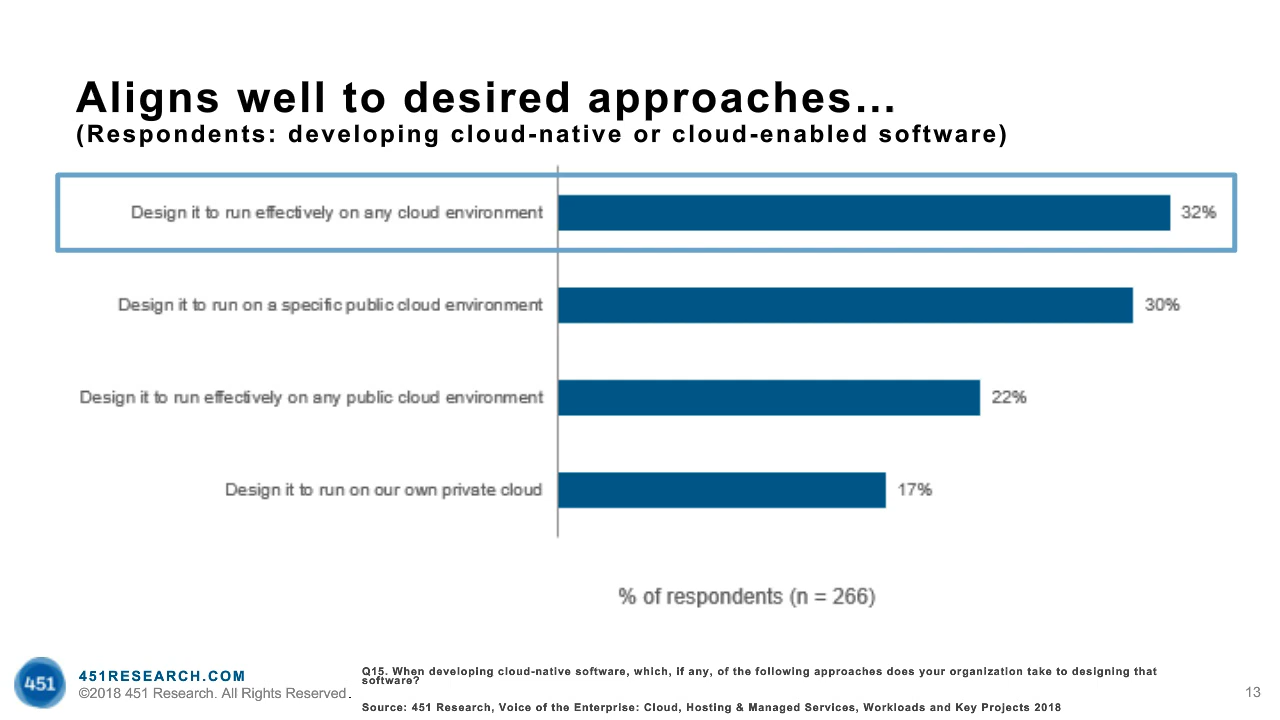 Aligns well to desired approaches...
(Respondents: developing cloud-native or cloud-enabled software)
Design it to run effectively on any cloud environment 32%
Design it to run on a specific public cloud environment 30%
Design it to run effectively on any public cloud environment 22%
Design it to run on our own private cloud 17%
% of respondents (n = 266)
451
451RESEARCH.COM
©2018 451 Research. All Rights Reserved.
Q15. When developing cloud-native software, which, if any, of the following approaches does your organization take to designing that
software?
Source: 451 Research, Voice of the Enterprise: Cloud, Hosting & Managed Services, Workloads and Key Projects 2018
13